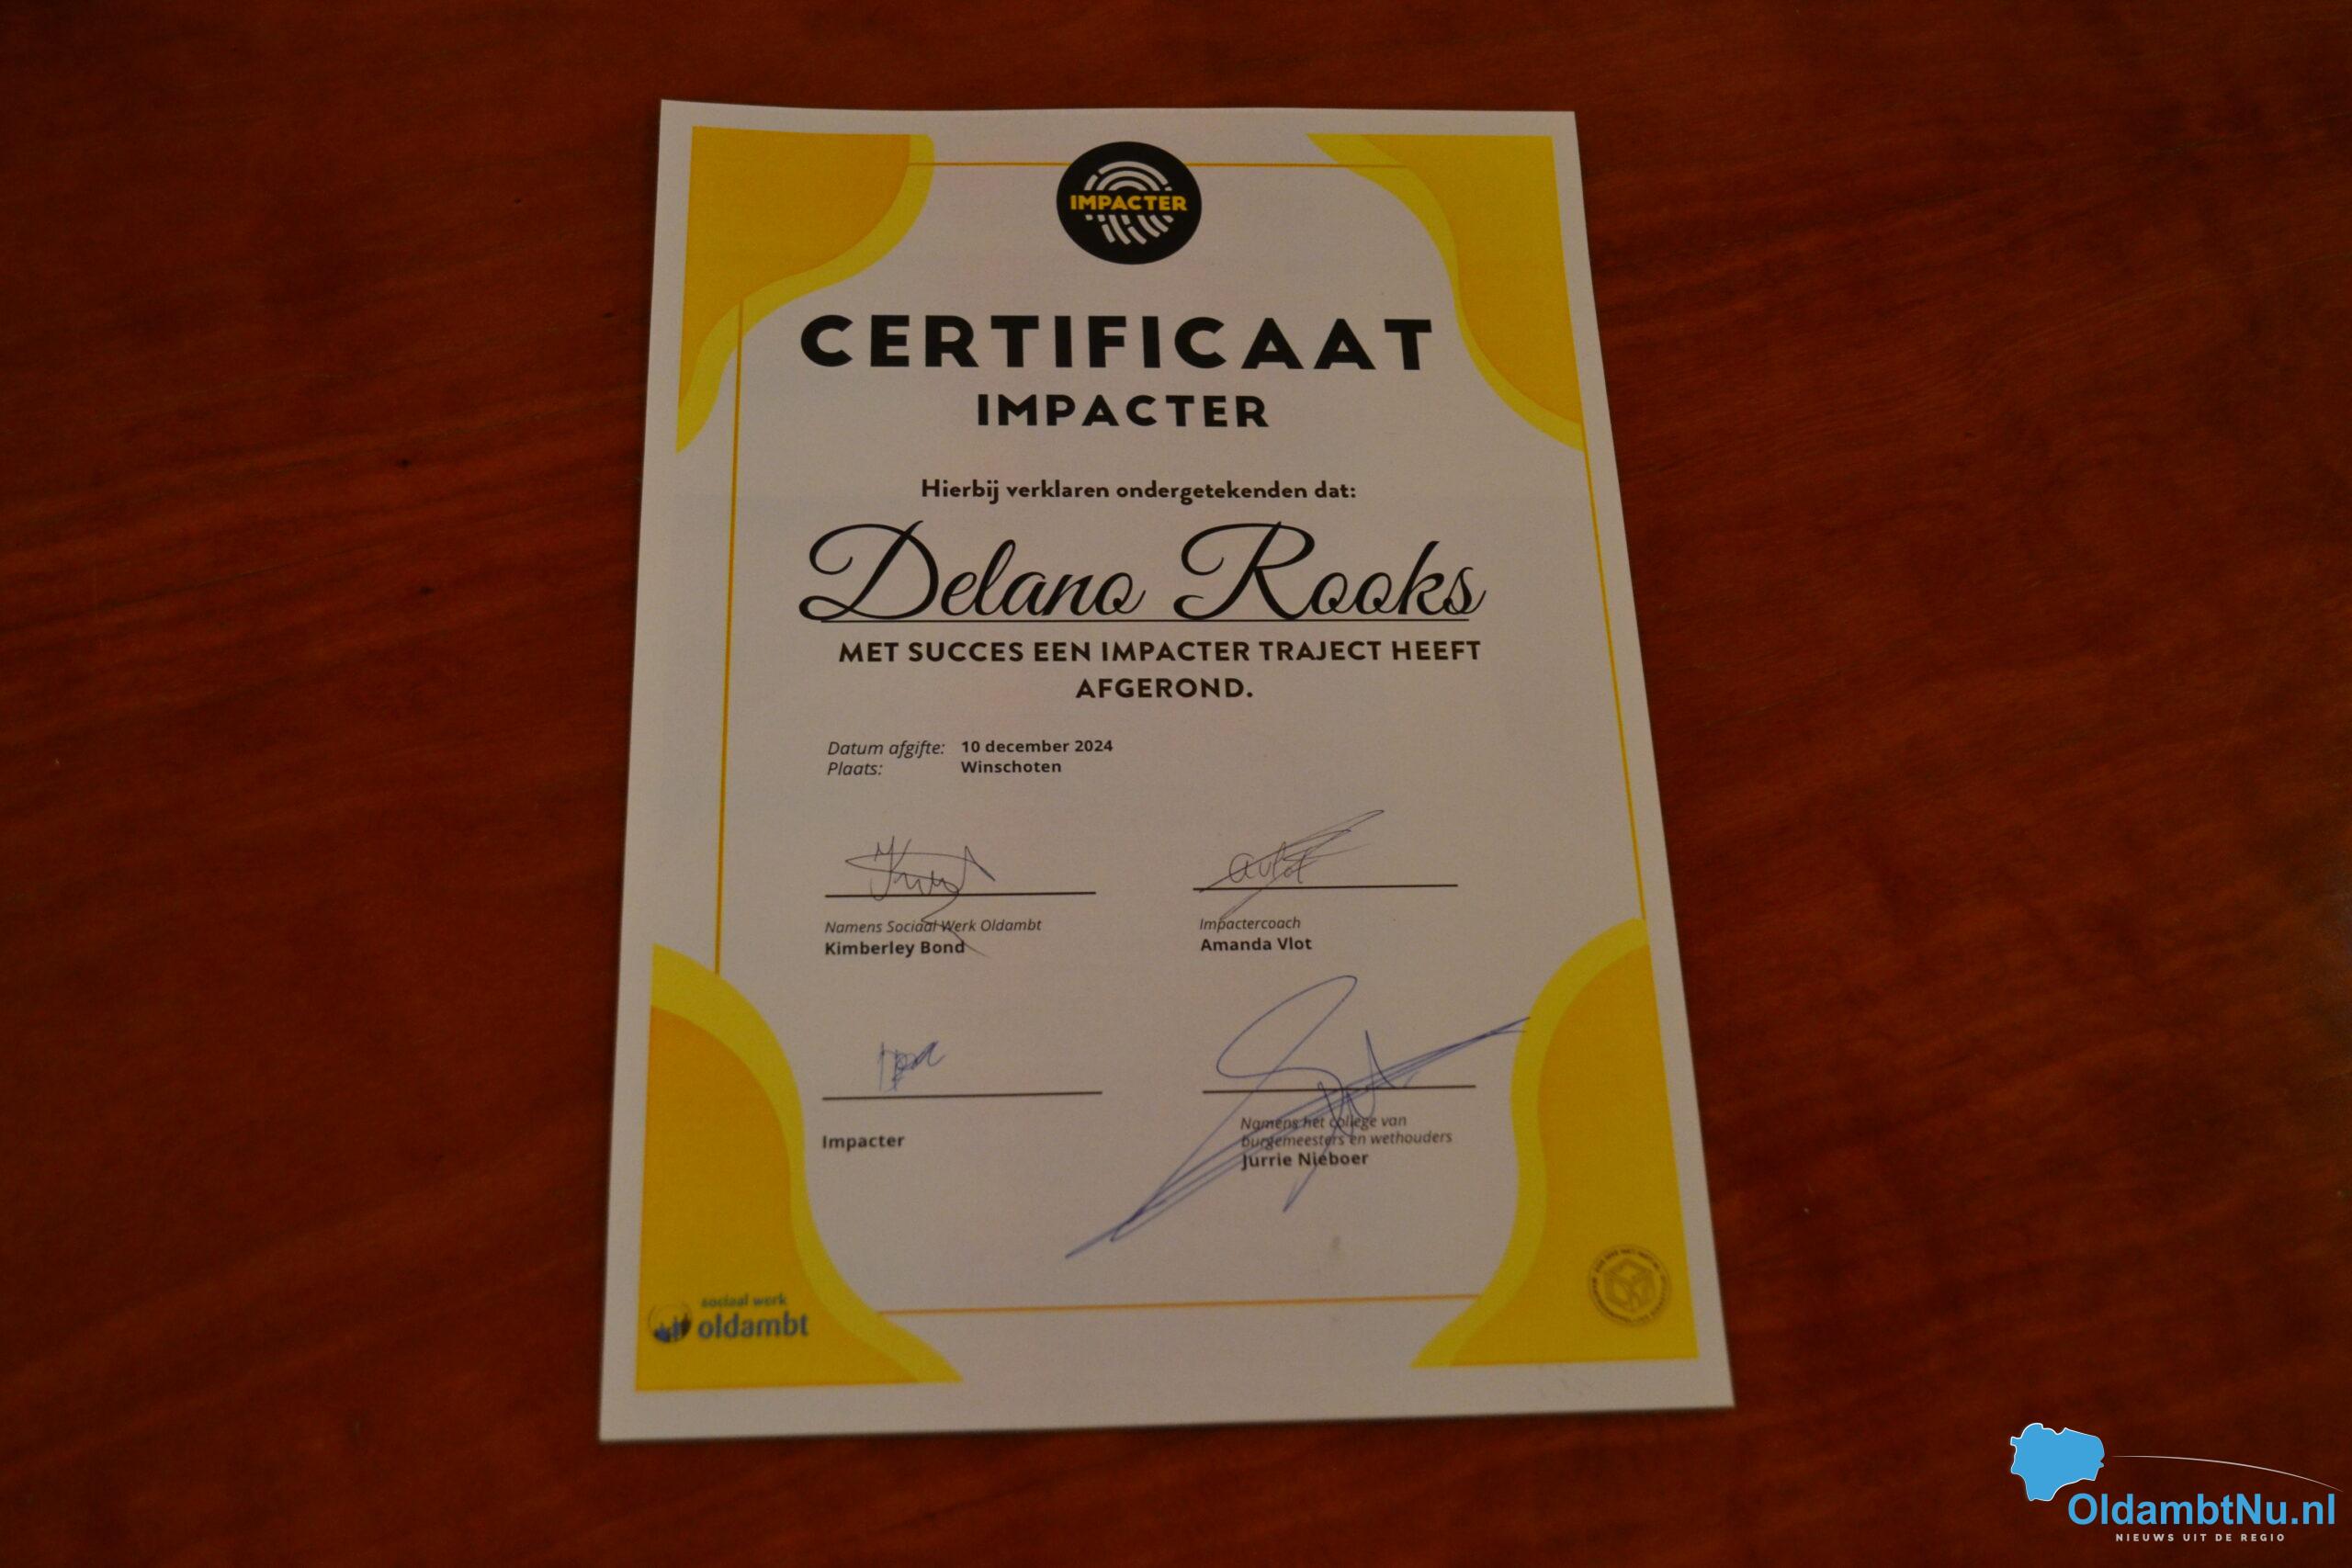 IMPACTER
CERTIFICAAT
IMPACTER
Hierbij verklaren ondergetekenden dat:
Delano Rooks
MET SUCCES EEN IMPACTER TRAJECT HEEFT
AFGEROND.
Datum afgifte: 10 december 2024
Plaats: Winschoten
Namens Sociaal Werk Oldambt
Kimberley Bond
Impactercoach
Amanda Vlot
Impacter
Namens het college van
burgemeesters en wethouders
Jurrie Nieboer
sociaal werk
oldambt
OldambtNu.nl
NIEUWS UIT DE REGIO